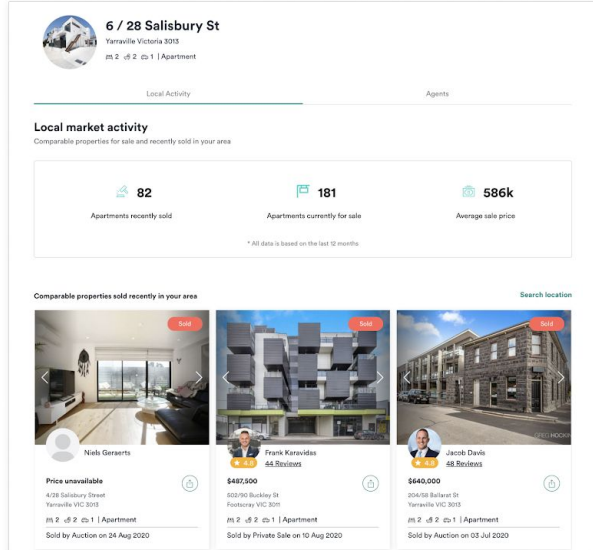 6 / 28 Salisbury St
Yarraville Victoria 3013
2 2 1 | Apartment
Local Activity
Agents
Local market activity
Comparable properties for sale and recently sold in your area
82
181
586k
Apartments recently sold
Apartments currently for sale
Average sale price
* All data is based on the last 12 months
Comparable properties sold recently in your area
Search location
Sold
Sold
Sold
GREG HOCKIN
Niels Geraerts
Frank Karavidas
4.8
44 Reviews
Jacob Davis
4.8
48 Reviews
Price unavailable
4/28 Salisbury Street
Yarraville VIC 3013
2 2 1 | Apartment
Sold by Auction on 24 Aug 2020
$487,500
502/90 Buckley St
Footscray VIC 3011
2 2 1 | Apartment
Sold by Private Sale on 10 Aug 2020
$640,000
204/58 Ballarat St
Yarraville VIC 3013
2 2 1 | Apartment
Sold by Auction on 03 Jul 2020